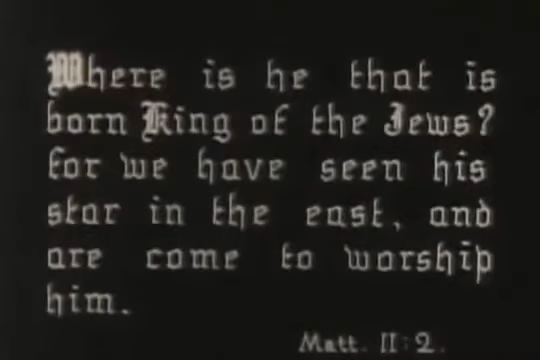 Where is he that is
born King of the Jews?
for we have seen his
star in the east, and
are come to worship
him.
Matt. II:2.